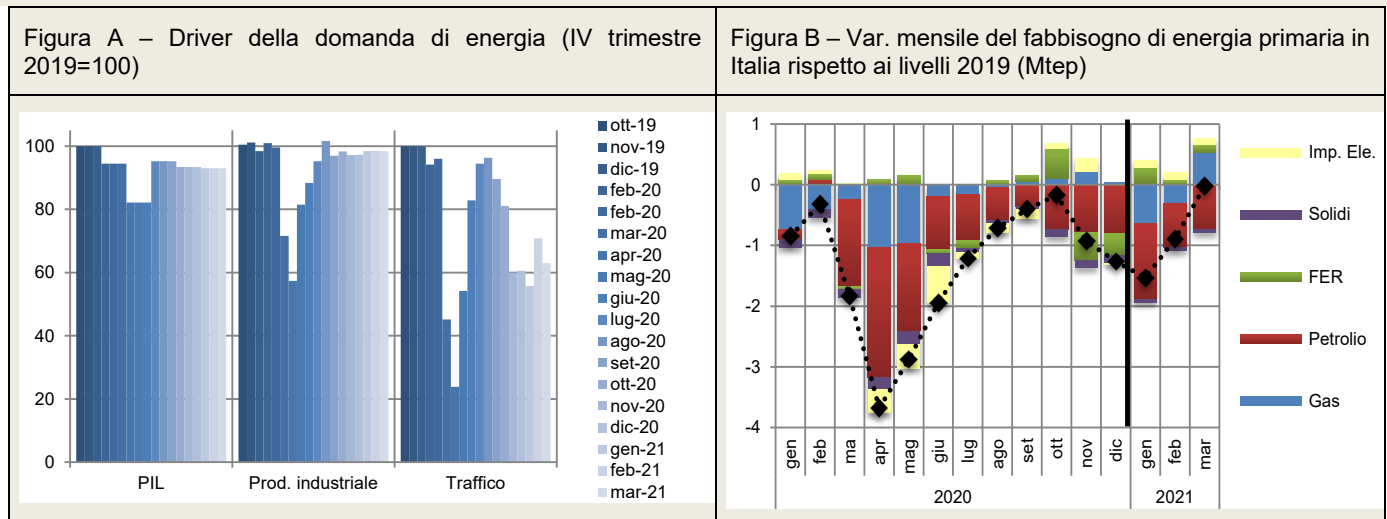 Figura A – Driver della domanda di energia (IV trimestre
2019=100)
Figura B – Var. mensile del fabbisogno di energia primaria in
Italia rispetto ai livelli 2019 (Mtep)
100
80
60
40
20
0
PIL
Prod. industriale
Traffico
ott-19
nov-19
dic-19
feb-20
feb-20
mar-20
apr-20
mag-20
giu-20
lug-20
ago-20
set-20
ott-20
nov-20
dic-20
gen-21
feb-21
mar-21
1
0
-1
-2
-3
-4
gen
feb
ma
apr
mag
giu
lug
ago
set
ott
nov
dic
gen
feb
mar
2020
2021
Imp. Ele.
Solidi
FER
Petrolio
Gas